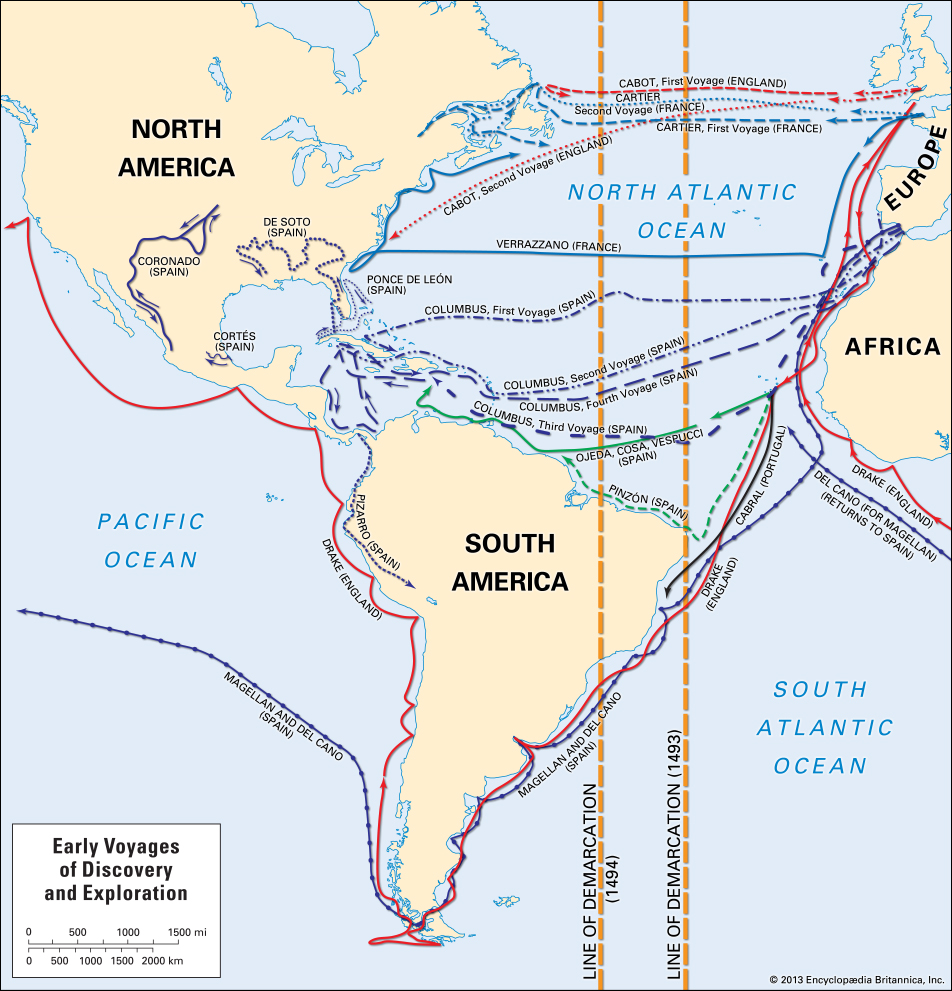 CABOT, First Voyage (ENGLAND)
CARTIER
Second Voyage (FRANCE)
CARTIER, First Voyage (FRANCE)
NORTH
AMERICA
CABOT, Second Voyage (ENGLAND)
EUROPE
NORTH ATLANTIC
OCEAN
DE SOTO
(SPAIN)
VERRAZZANO (FRANCE)
CORONADO
(SPAIN)
PONCE DE LEÓN
(SPAIN)
COLUMBUS, First Voyage (SPAIN)
CORTÉS
(SPAIN)
AFRICA
COLUMBUS, Second Voyage (SPAIN)
COLUMBUS, Fourth Voyage (SPAIN)
COLUMBUS, Third Voyage (SPAIN)
OJEDA, COSA, VESPUCCI
(SPAIN)
PINZÓN (SPAIN)
CABRAL (PORTUGAL)
DRAKE (ENGLAND)
DEL CANO (FOR MAGELLAN)
(RETURNS TO SPAIN)
PACIFIC
OCEAN
PIZARRO (SPAIN)
SOUTH
AMERICA
DRAKE (ENGLAND)
DRAKE
(ENGLAND)
MAGELLAN AND DEL CANO
(SPAIN)
MAGELLAN AND DEL CANO
(SPAIN)
SOUTH
ATLANTIC
OCEAN
LINE OF DEMARCATION
(1494)
LINE OF DEMARCATION (1493)
Early Voyages
of Discovery
and Exploration
0 500 1000 1500 mi
0 500 1000 1500 2000 km
© 2013 Encyclopædia Britannica, Inc.